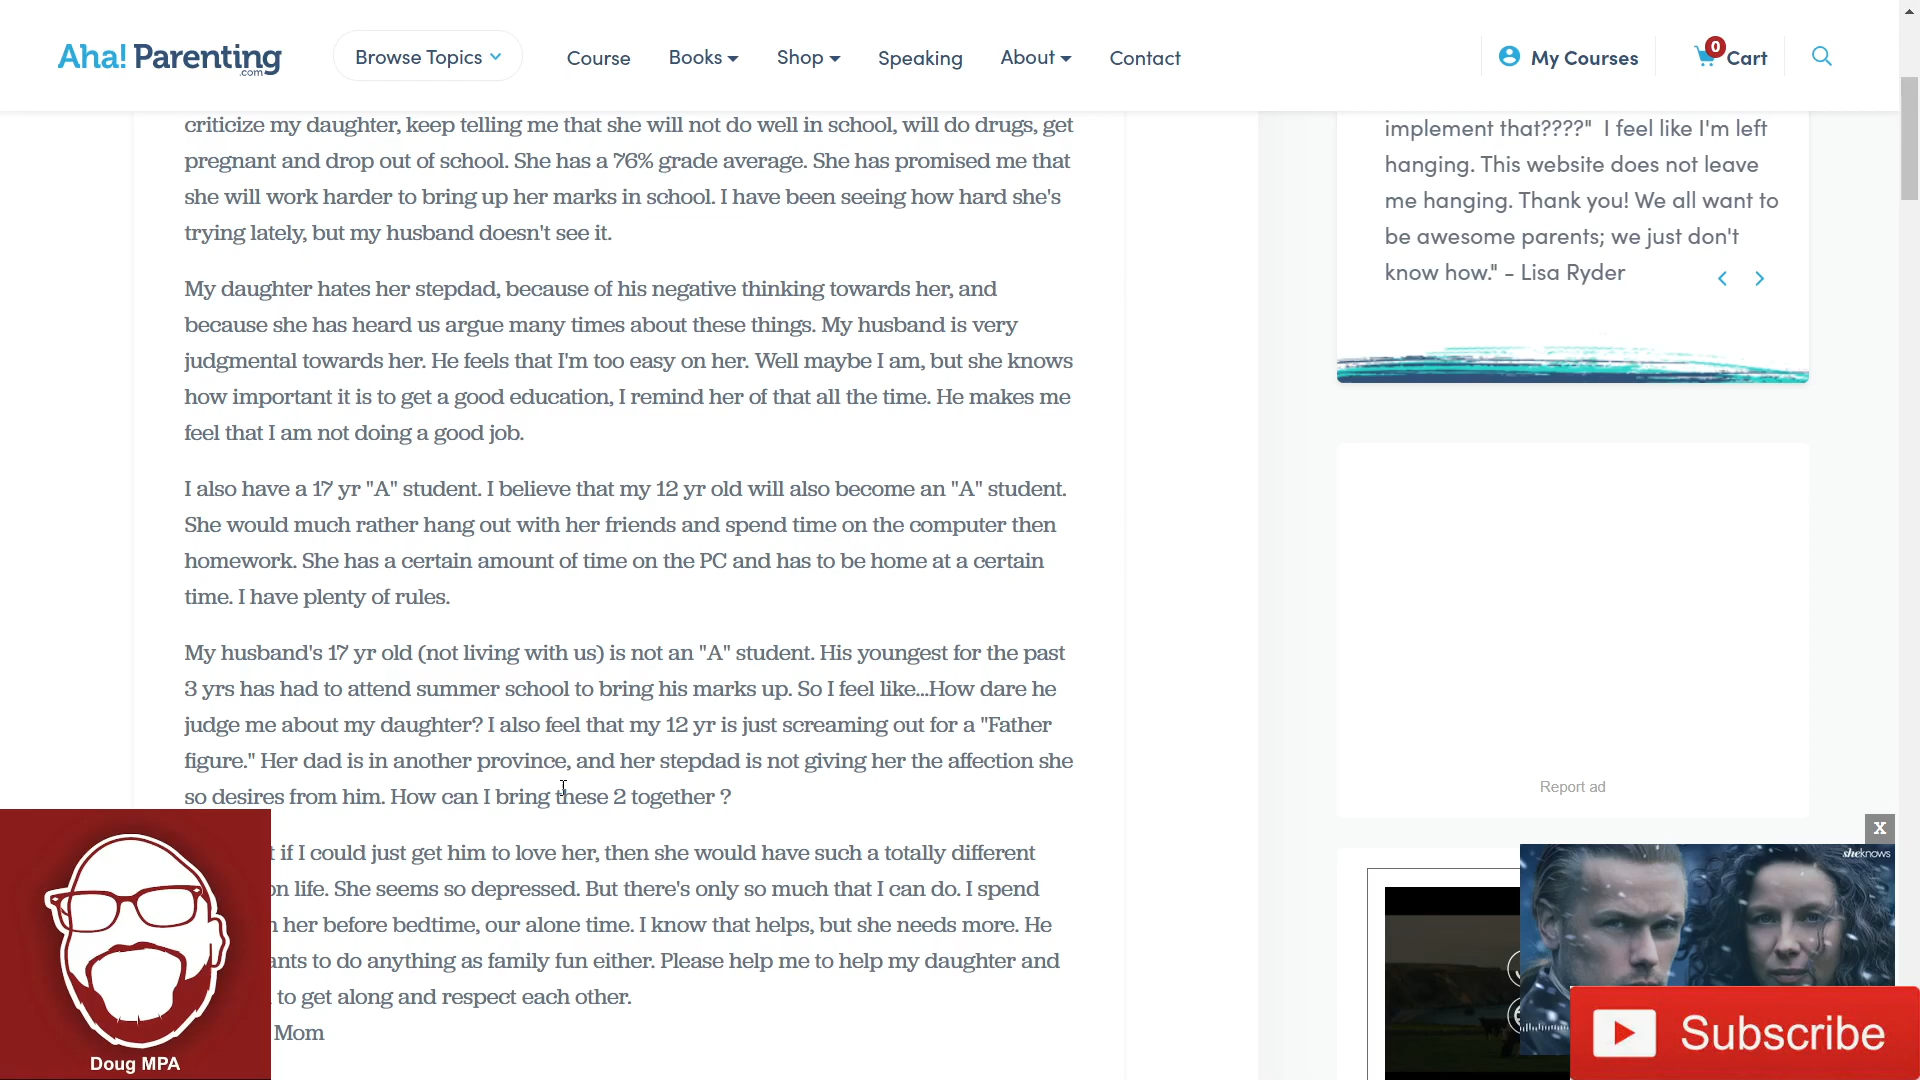 Aha! Parenting
.com
Browse Topics
Course
Books
Shop
Speaking
About
Contact
My Courses
0
Cart
criticize my daughter, keep telling me that she will not do well in school, will do drugs, get
pregnant and drop out of school. She has a 76% grade average. She has promised me that
she will work harder to bring up her marks in school. I have been seeing how hard she's
trying lately, but my husband doesn't see it.
My daughter hates her stepdad, because of his negative thinking towards her, and
because she has heard us argue many times about these things. My husband is very
judgmental towards her. He feels that I'm too easy on her. Well maybe I am, but she knows
how important it is to get a good education, I remind her of that all the time. He makes me
feel that I am not doing a good job.
I also have a 17 yr "A" student. I believe that my 12 yr old will also become an "A" student.
She would much rather hang out with her friends and spend time on the computer then
homework. She has a certain amount of time on the PC and has to be home at a certain
time. I have plenty of rules.
My husband's 17 yr old (not living with us) is not an "A" student. His youngest for the past
3 yrs has had to attend summer school to bring his marks up. So I feel like...How dare he
judge me about my daughter? I also feel that my 12 yr is just screaming out for a "Father
figure." Her dad is in another province, and her stepdad is not giving her the affection she
so desires from him. How can I bring these 2 together ?
if I could just get him to love her, then she would have such a totally different
on life. She seems so depressed. But there's only so much that I can do. I spend
her before bedtime, our alone time. I know that helps, but she needs more. He
ants to do anything as family fun either. Please help me to help my daughter and
to get along and respect each other.
Mom
implement that????" I feel like I'm left
hanging. This website does not leave
me hanging. Thank you! We all want to
be awesome parents; we just don't
know how." - Lisa Ryder
Report ad
X
sheknows
Doug MPA
Subscribe